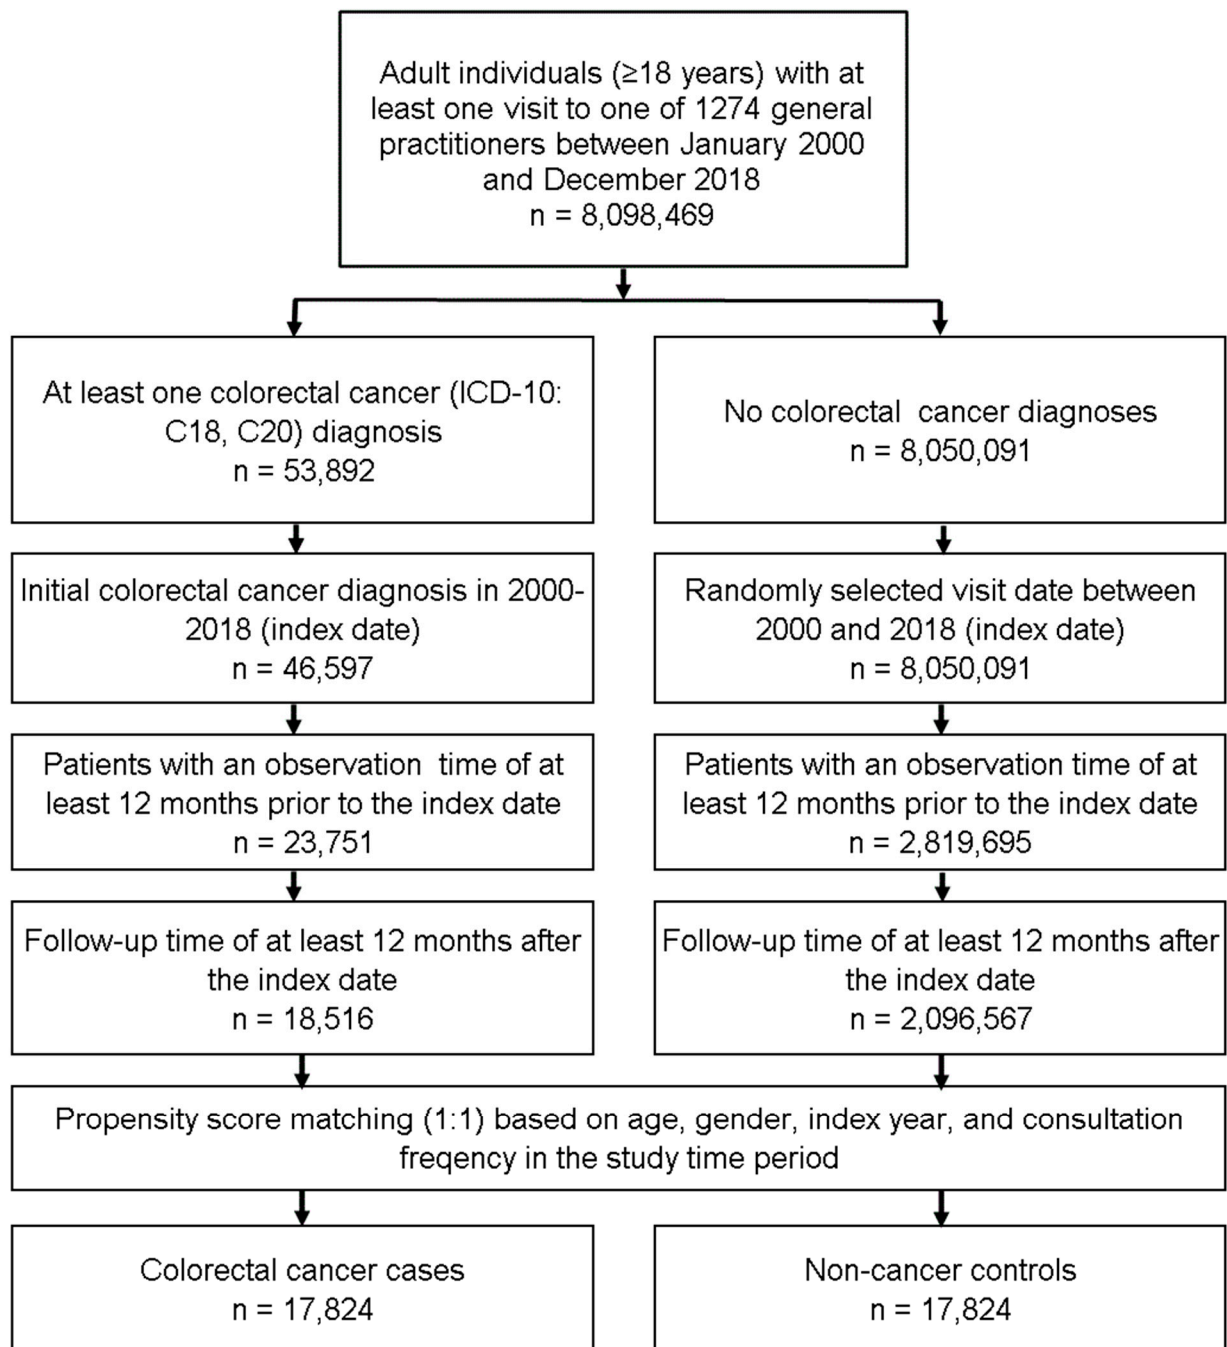 Adult individuals (≥18 years) with at
least one visit to one of 1274 general
practitioners between January 2000
and December 2018
n = 8,098,469
At least one colorectal cancer (ICD-10:
C18, C20) diagnosis
n = 53,892
No colorectal cancer diagnoses
n = 8,050,091
Initial colorectal cancer diagnosis in 2000-
2018 (index date)
n = 46,597
Randomly selected visit date between
2000 and 2018 (index date)
n = 8,050,091
Patients with an observation time of at
least 12 months prior to the index date
n = 23,751
Patients with an observation time of at
least 12 months prior to the index date
n = 2,819,695
Follow-up time of at least 12 months after
the index date
n = 18,516
Follow-up time of at least 12 months after
the index date
n = 2,096,567
Propensity score matching (1:1) based on age, gender, index year, and consultation
freqency in the study time period
Colorectal cancer cases
n = 17,824
Non-cancer controls
n = 17,824